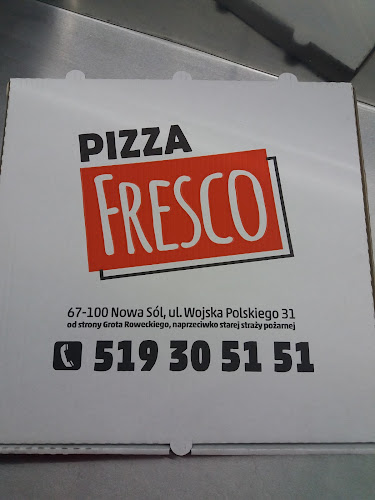 PIZZA
FRESCO
67-100 Nowa Sól, ul. Wojska Polskiego 31
od strony Grota Roweckiego, naprzeciwko starej straży pożarnej
519 30 51 51